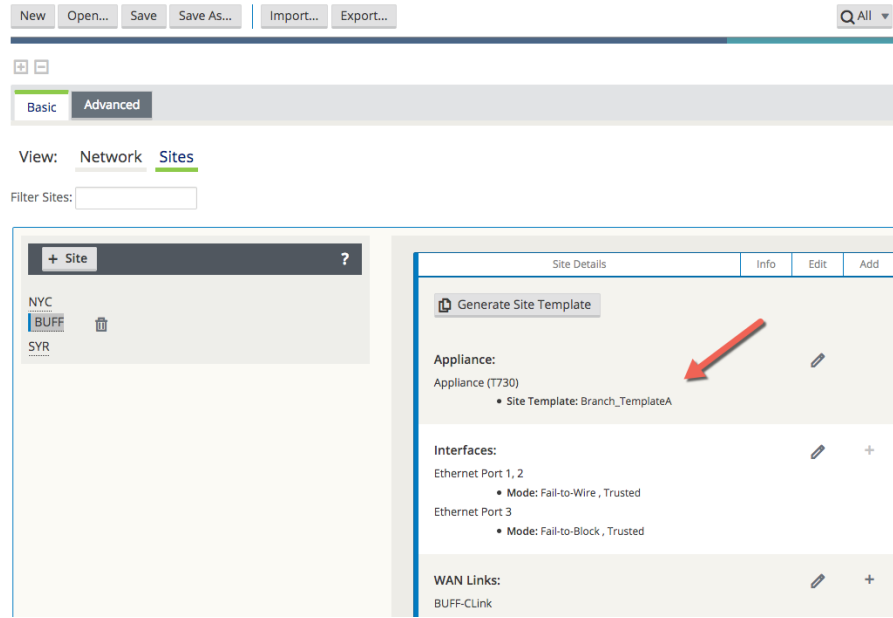 New Open... Save Save As... Import... Export... All
Basic Advanced
View: Network Sites
Filter Sites:
+ Site ?
NYC
BUFF
SYR
Site Details Info Edit Add
Generate Site Template
Appliance:
Appliance (T730)
• Site Template: Branch_TemplateA
Interfaces:
Ethernet Port 1, 2
• Mode: Fail-to-Wire , Trusted
Ethernet Port 3
• Mode: Fail-to-Block , Trusted
WAN Links:
BUFF-CLink